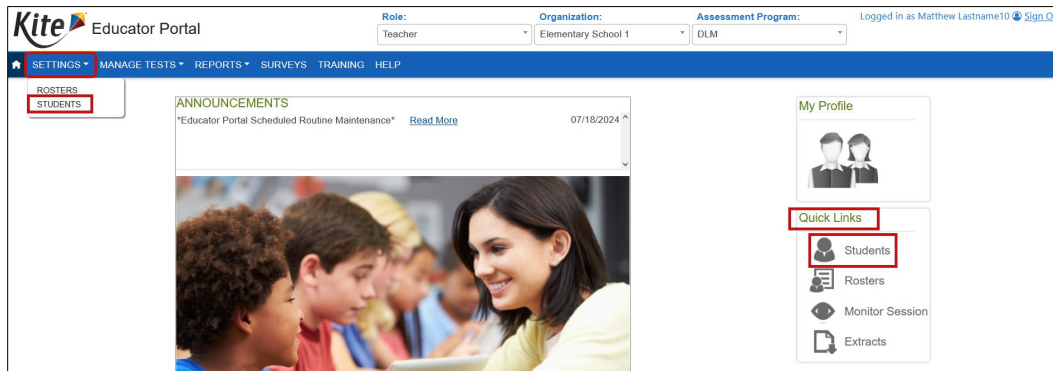 Kite Educator Portal
Role: Organization: Assessment Program: Logged in as Matthew Lastname10 Sign O
Teacher Elementary School 1 DLM
SETTINGS MANAGE TESTS REPORTS SURVEYS TRAINING HELP
ROSTERS
STUDENTS
ANNOUNCEMENTS
*Educator Portal Scheduled Routine Maintenance* Read More 07/18/2024
My Profile
Quick Links
Students
Rosters
Monitor Session
Extracts